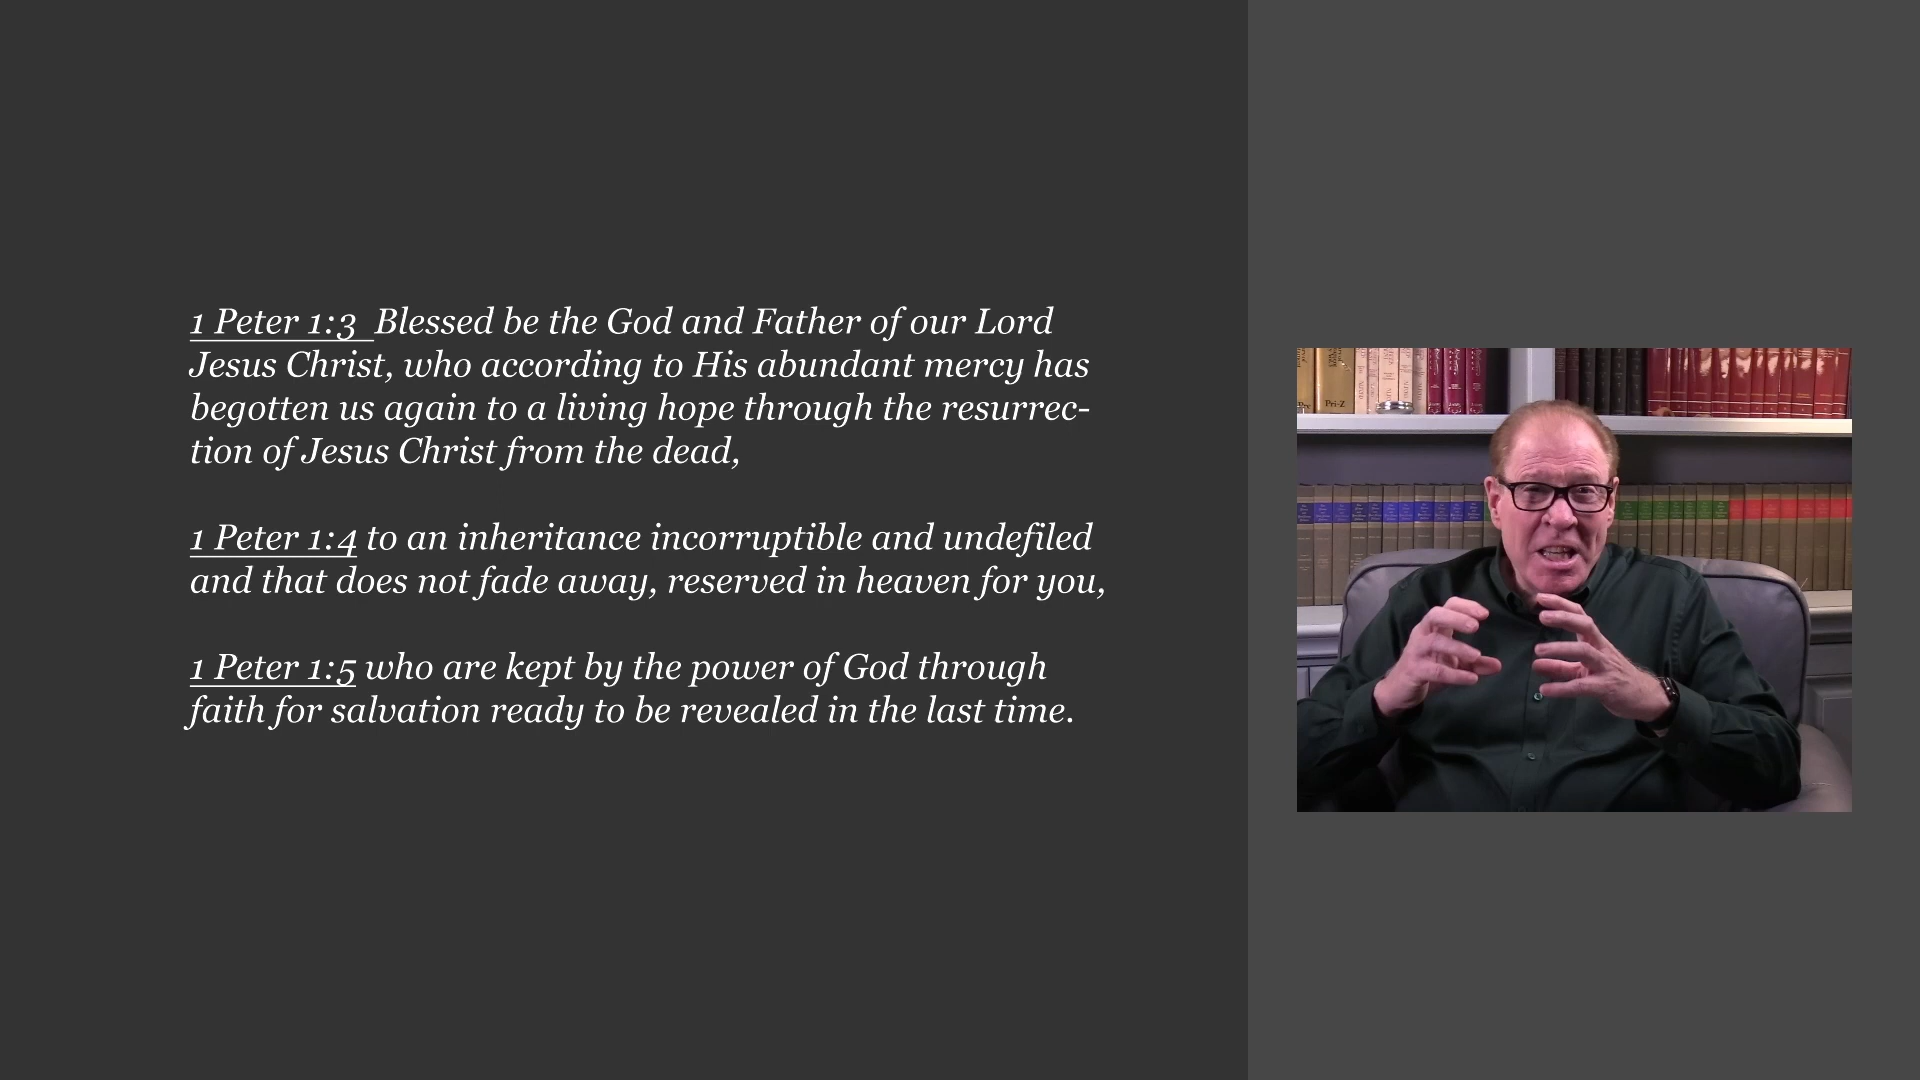 1 Peter 1:3 Blessed be the God and Father of our Lord
Jesus Christ, who according to His abundant mercy has
begotten us again to a living hope through the resurrec-
tion of Jesus Christ from the dead,
1 Peter 1:4 to an inheritance incorruptible and undefiled
and that does not fade away, reserved in heaven for you,
1 Peter 1:5 who are kept by the power of God through
faith for salvation ready to be revealed in the last time.
Pri-Z